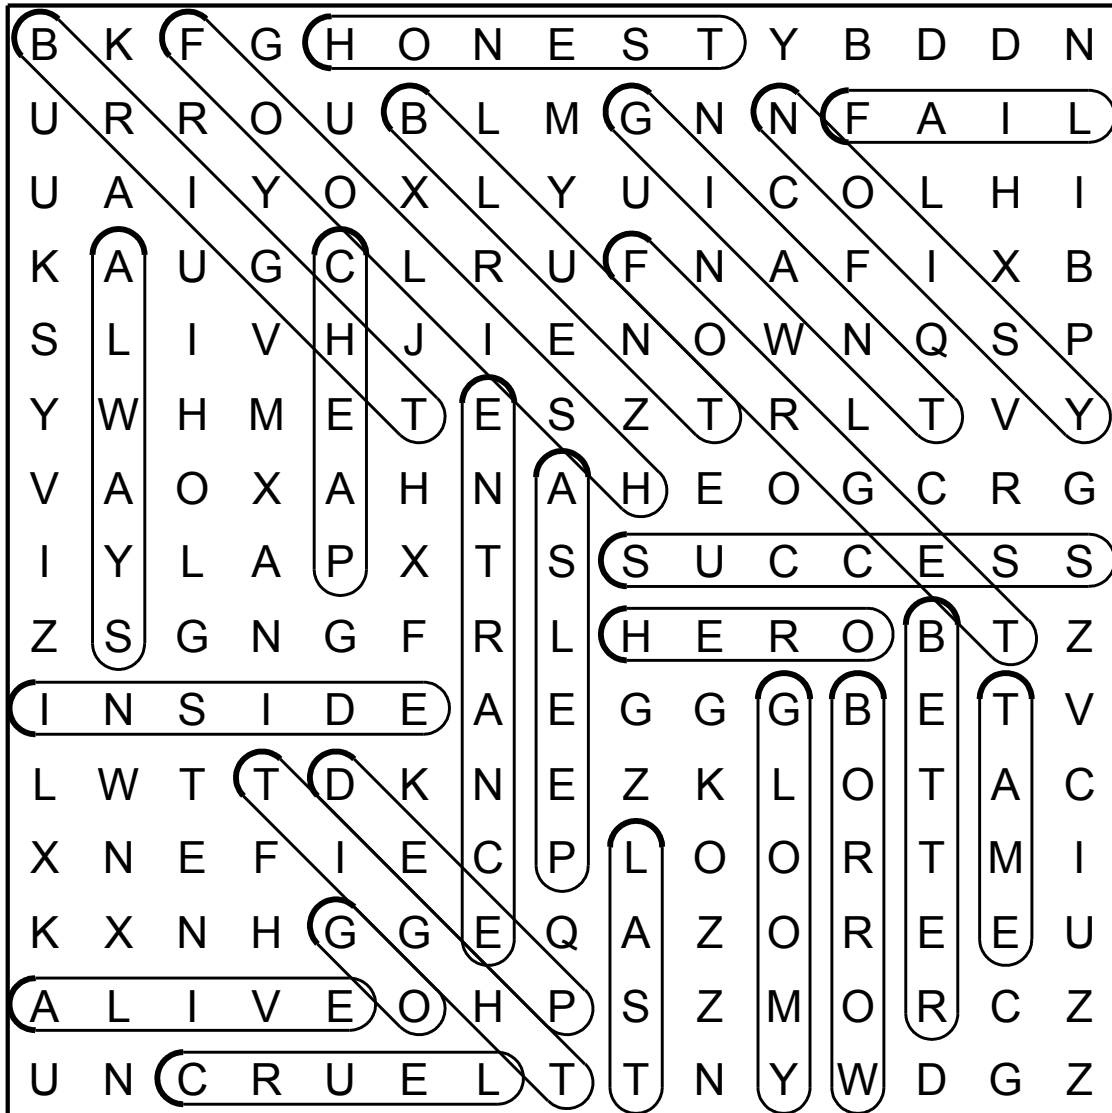 B K F G H O N E S T Y B D D N
U R R O U B L M G N N F A I L
U A I Y O X L Y U I C O L H I
K A U G C L R U F N A F I X B
S L I V H J I E N O W N Q S P
Y W H M E T E S Z T R L T V Y
V A O X A H N A H E O G C R G
I Y L A P X T S S U C C E S S
Z S G N G F R L H E R O B T Z
I N S I D E A E G G G B E T V
L W T T D K N E Z K L O T A C
X N E F I E C P L O O R T M I
K X N H G G E Q A Z O R E E U
A L I V E O H P S Z M O R C Z
U N C R U E L T T N Y W D G Z